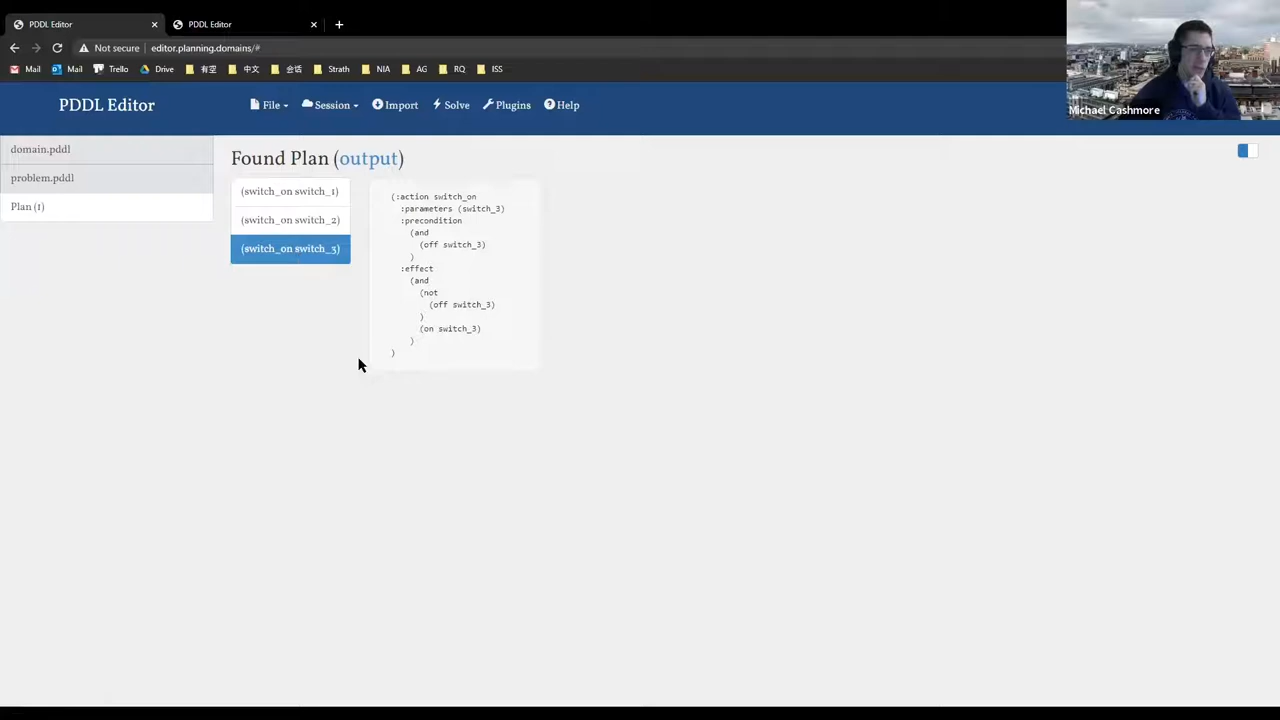 PDDL Editor
PDDL Editor
Not secure
editor.planning.domains/#
Mail
Mail
Trello
Drive
有空
中文
会话
Strath
NIA
AG
RQ
ISS
Michael Cashmore
PDDL Editor
File
Session
Import
Solve
Plugins
Help
domain.pddl
problem.pddl
Plan (1)
Found Plan (output)
(switch_on switch_1)
(switch_on switch_2)
(switch_on switch_3)
(:action switch_on
:parameters (switch_3)
:precondition
(and
(off switch_3)
)
:effect
(and
(not
(off switch_3)
)
(on switch_3)
)
)